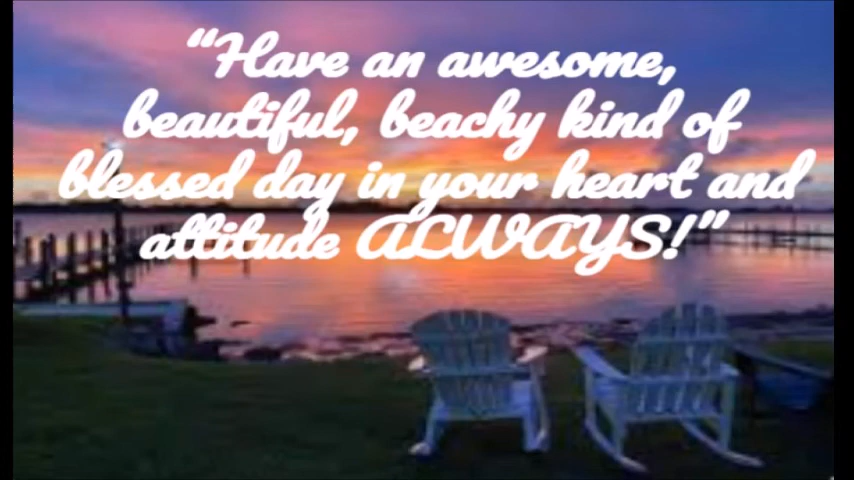 “Have an awesome,
beautiful, beachy kind of
blessed day in your heart and
attitude ALWAYS!”